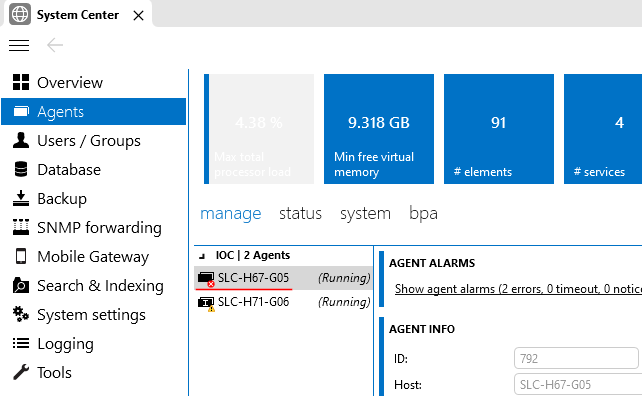 System Center
Overview
Agents
Users / Groups
Database
Backup
SNMP forwarding
Mobile Gateway
Search & Indexing
System settings
Logging
Tools
4.38 %
Max total
processor load
9.318 GB
Min free virtual
memory
91
# elements
4
# services
manage status system bpa
IOC | 2 Agents
SLC-H67-G05 (Running)
SLC-H71-G06 (Running)
AGENT ALARMS
Show agent alarms (2 errors, 0 timeout, 0 notic
AGENT INFO
ID: 792
Host: SLC-H67-G05